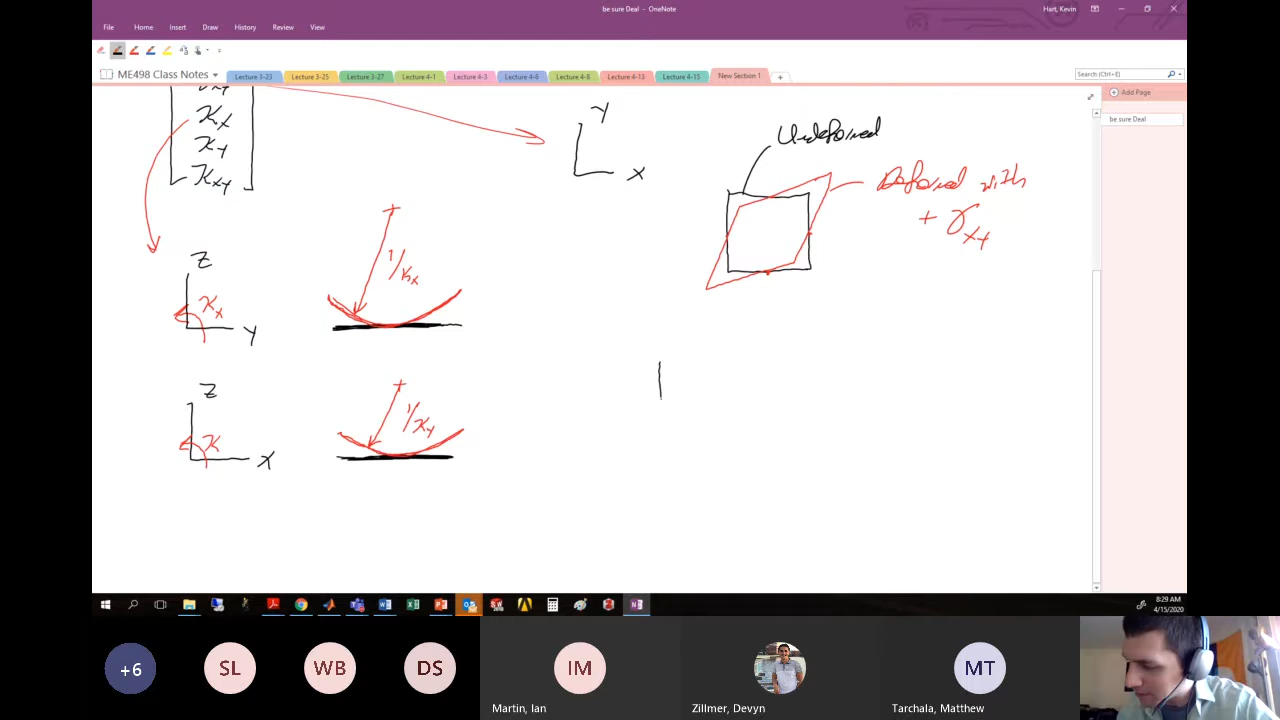 be sure Deal - OneNote
Hart, Kevin
File Home Insert Draw History Review View
ME498 Class Notes
Lecture 3-23 Lecture 3-25 Lecture 3-27 Lecture 4-1 Lecture 4-3 Lecture 4-6 Lecture 4-8 Lecture 4-13 Lecture 4-15 New Section 1 +
Search (Ctrl+E)
Add Page
be sure Deal
γxy
κx
κy
κxy
Y
X
Undeformed
Deformed with
+ γxy
Z
κx
Y
1/κx
Z
κ
X
1/κy
8:29 AM
4/15/2020
+6
SL
WB
DS
IM
MT
Martin, Ian
Zillmer, Devyn
Tarchala, Matthew